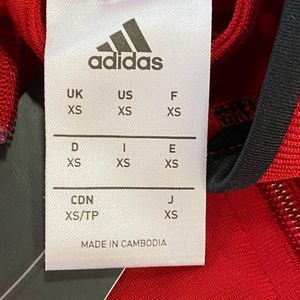 adidas
UK US F
XS XS XS
D I E
XS XS XS
CDN J
XS/TP XS
MADE IN CAMBODIA